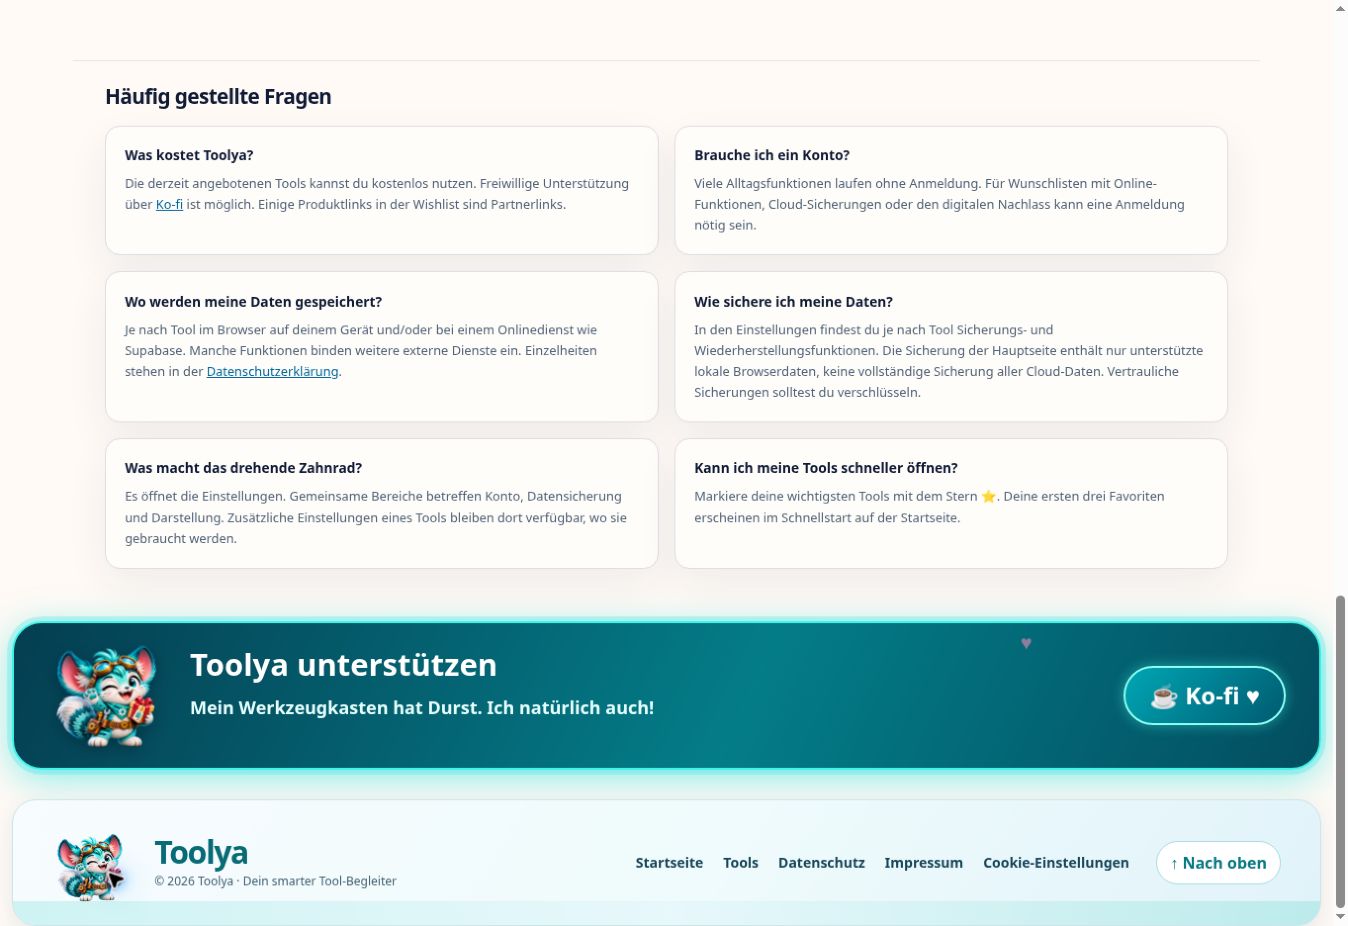 Häufig gestellte Fragen
Was kostet Toolya?
Die derzeit angebotenen Tools kannst du kostenlos nutzen. Freiwillige Unterstützung
über Ko-fi ist möglich. Einige Produktlinks in der Wishlist sind Partnerlinks.
Brauche ich ein Konto?
Viele Alltagsfunktionen laufen ohne Anmeldung. Für Wunschlisten mit Online-
Funktionen, Cloud-Sicherungen oder den digitalen Nachlass kann eine Anmeldung
nötig sein.
Wo werden meine Daten gespeichert?
Je nach Tool im Browser auf deinem Gerät und/oder bei einem Onlinedienst wie
Supabase. Manche Funktionen binden weitere externe Dienste ein. Einzelheiten
stehen in der Datenschutzerklärung.
Wie sichere ich meine Daten?
In den Einstellungen findest du je nach Tool Sicherungs- und
Wiederherstellungsfunktionen. Die Sicherung der Hauptseite enthält nur unterstützte
lokale Browserdaten, keine vollständige Sicherung aller Cloud-Daten. Vertrauliche
Sicherungen solltest du verschlüsseln.
Was macht das drehende Zahnrad?
Es öffnet die Einstellungen. Gemeinsame Bereiche betreffen Konto, Datensicherung
und Darstellung. Zusätzliche Einstellungen eines Tools bleiben dort verfügbar, wo sie
gebraucht werden.
Kann ich meine Tools schneller öffnen?
Markiere deine wichtigsten Tools mit dem Stern ⭐. Deine ersten drei Favoriten
erscheinen im Schnellstart auf der Startseite.
Toolya unterstützen
Mein Werkzeugkasten hat Durst. Ich natürlich auch!
☕ Ko-fi ♥
Toolya
© 2026 Toolya · Dein smarter Tool-Begleiter
Startseite Tools Datenschutz Impressum Cookie-Einstellungen
↑ Nach oben